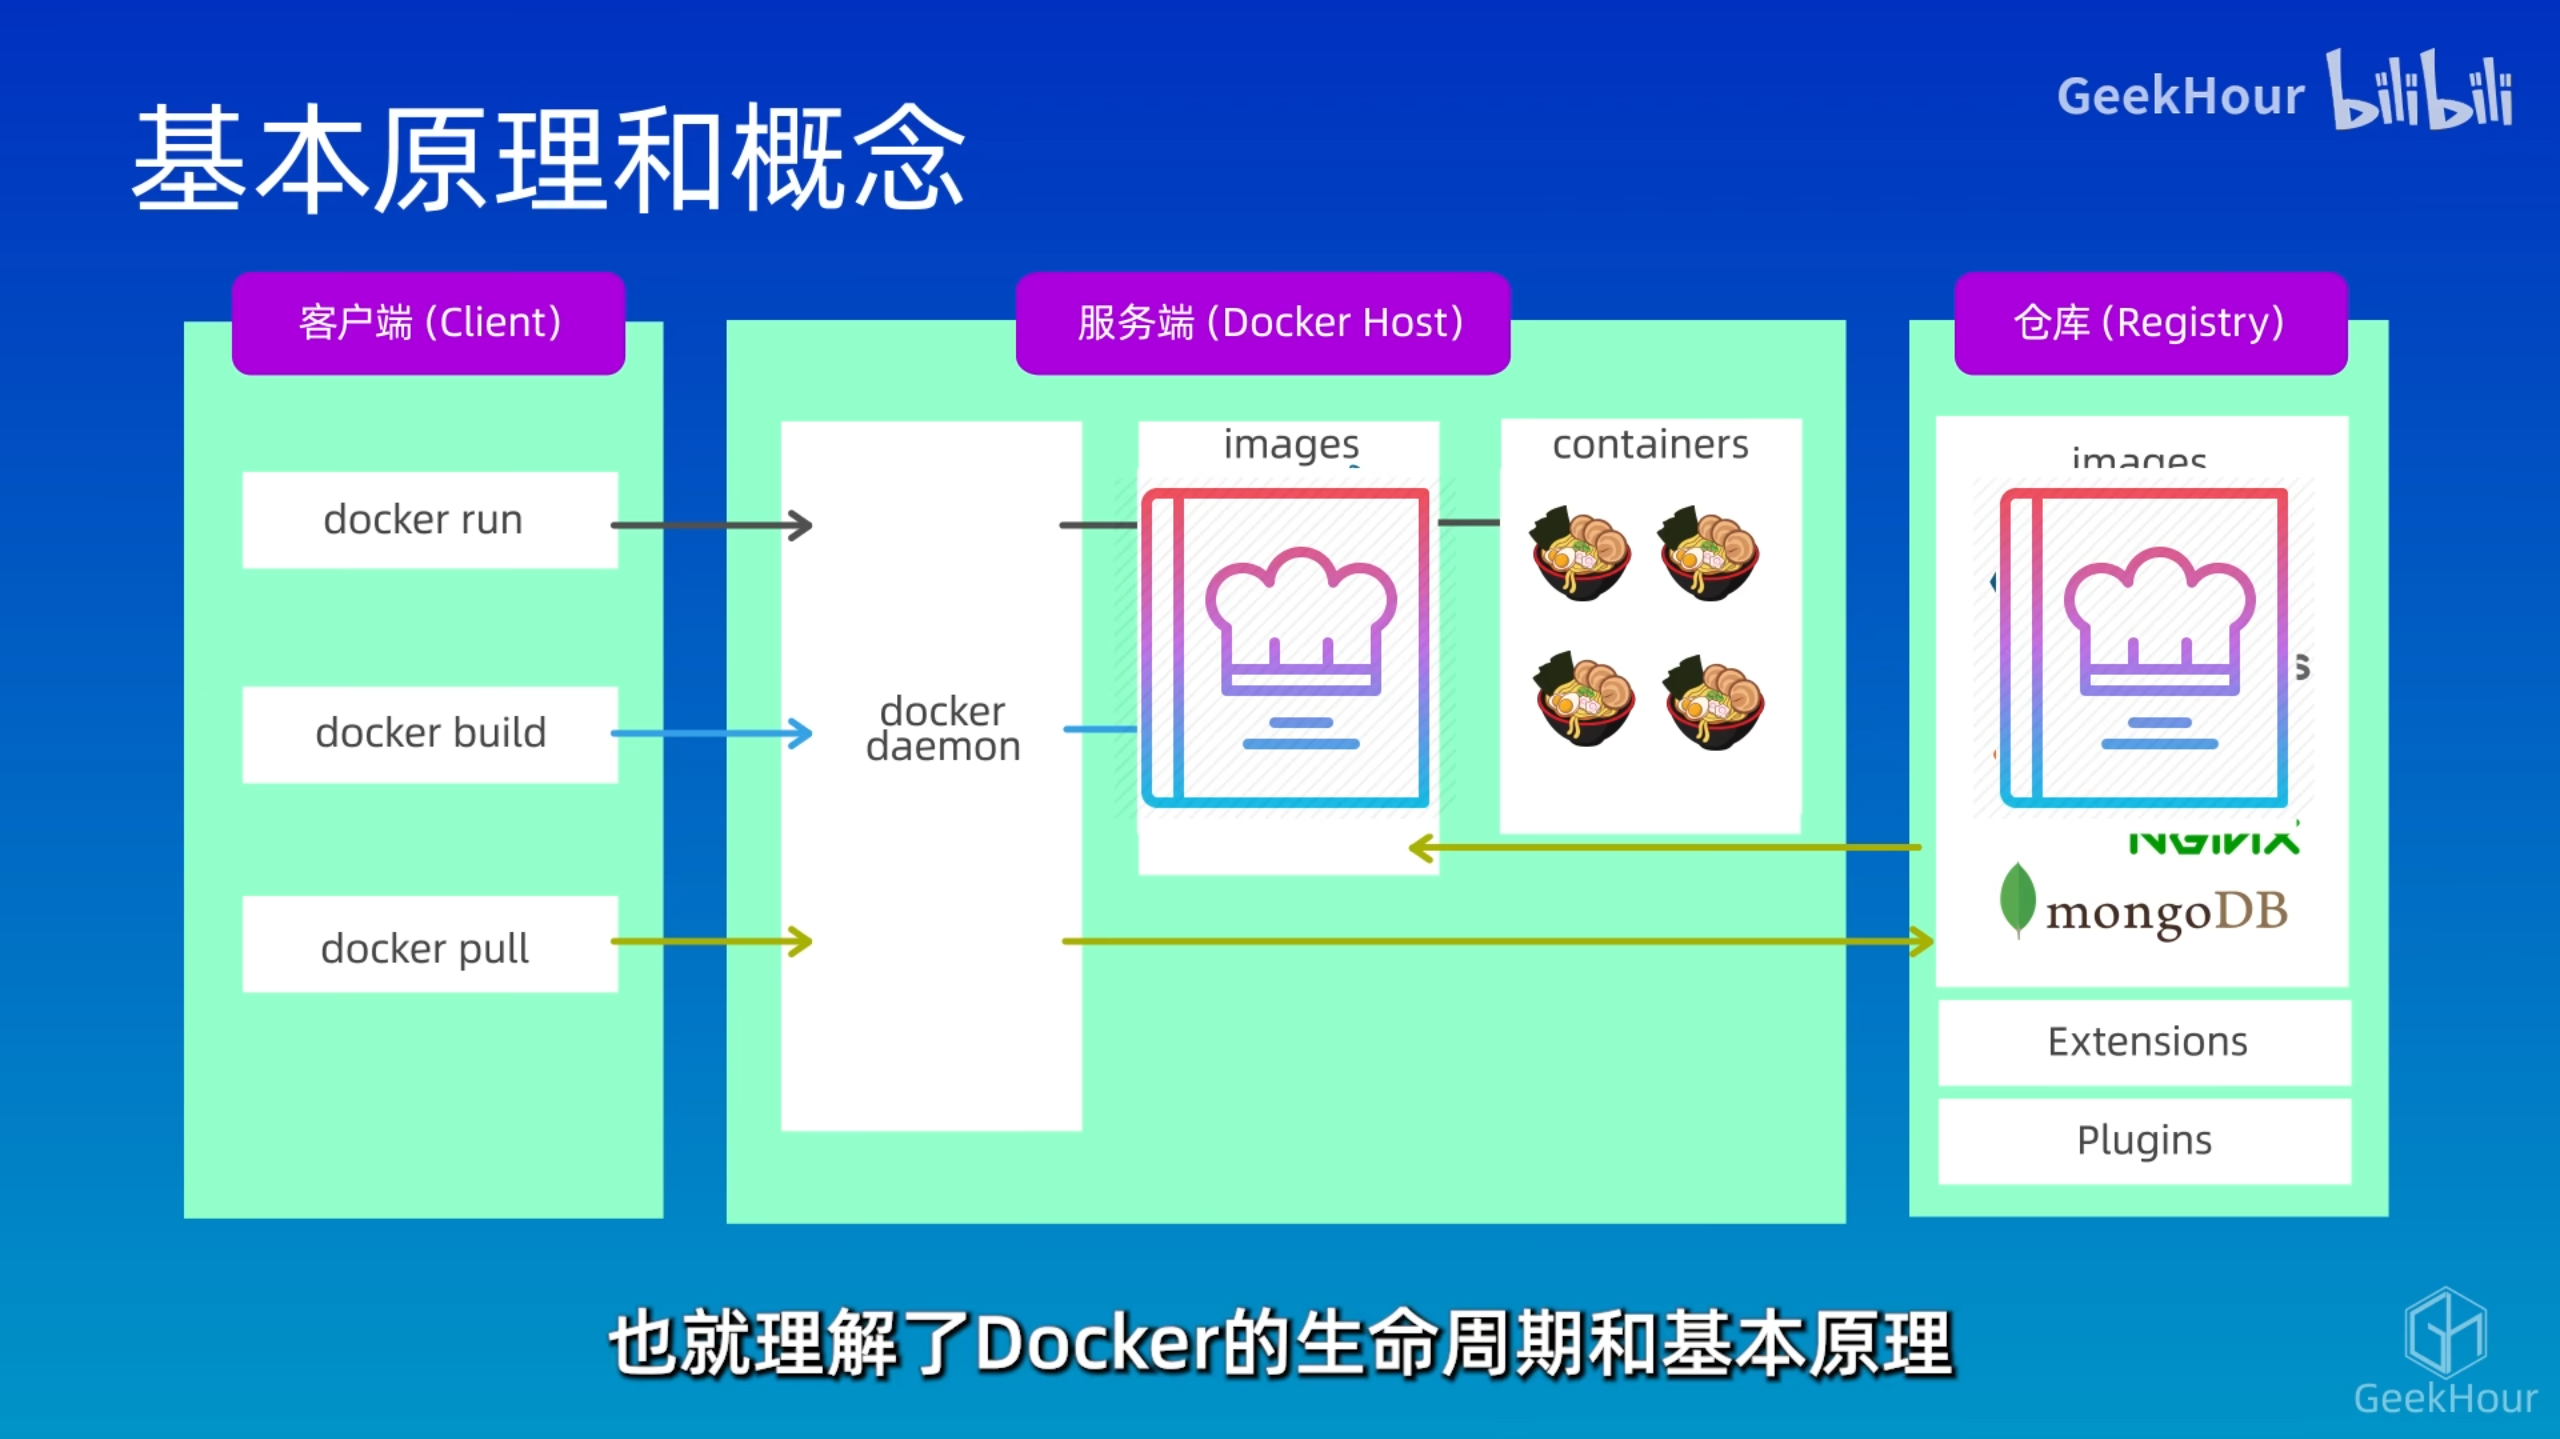 GeekHour bilibili
基本原理和概念
客户端 (Client)
docker run
docker build
docker pull
服务端 (Docker Host)
docker
daemon
images
containers
仓库 (Registry)
images
NGINX
mongoDB
Extensions
Plugins
也就理解了Docker的生命周期和基本原理
GeekHour